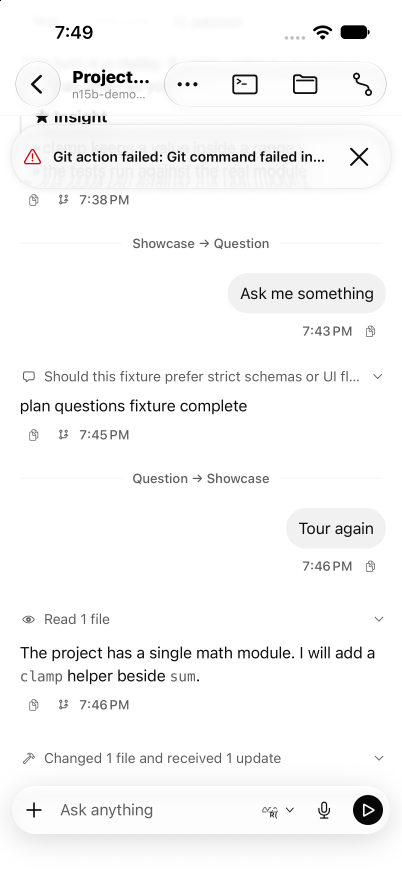 7:49
Project...
n15b-demo...
★ Insight
Git action failed: Git command failed in...
7:38 PM
Showcase → Question
Ask me something
7:43 PM
Should this fixture prefer strict schemas or UI fl...
plan questions fixture complete
7:45 PM
Question → Showcase
Tour again
7:46 PM
Read 1 file
The project has a single math module. I will add a
clamp helper beside sum.
7:46 PM
Changed 1 file and received 1 update
Ask anything